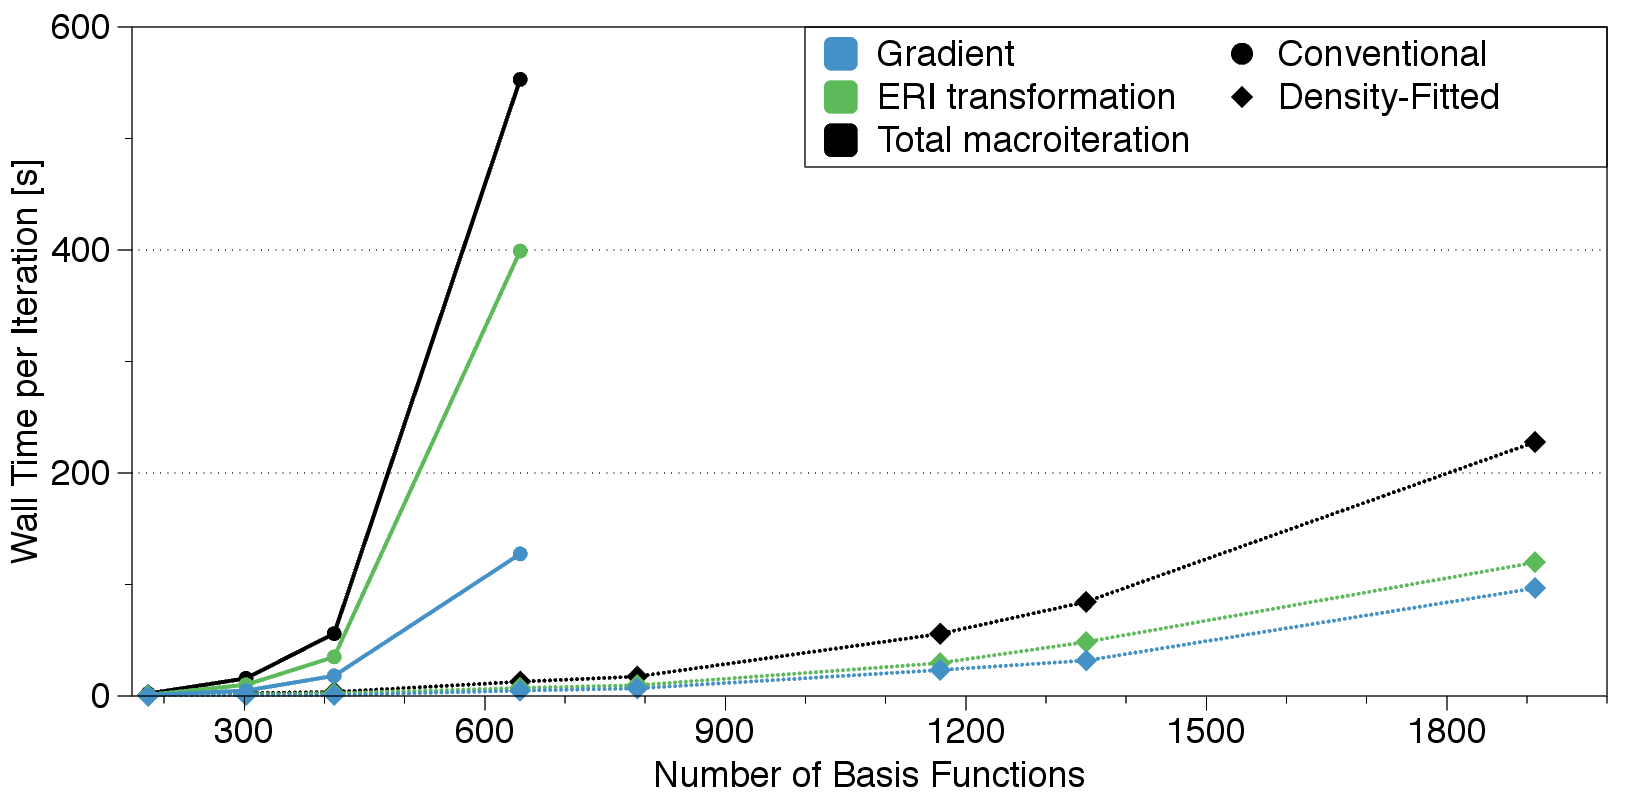 600
400
200
0
Wall Time per Iteration [s]
Gradient
ERI transformation
Total macroiteration
Conventional
Density-Fitted
300 600 900 1200 1500 1800
Number of Basis Functions